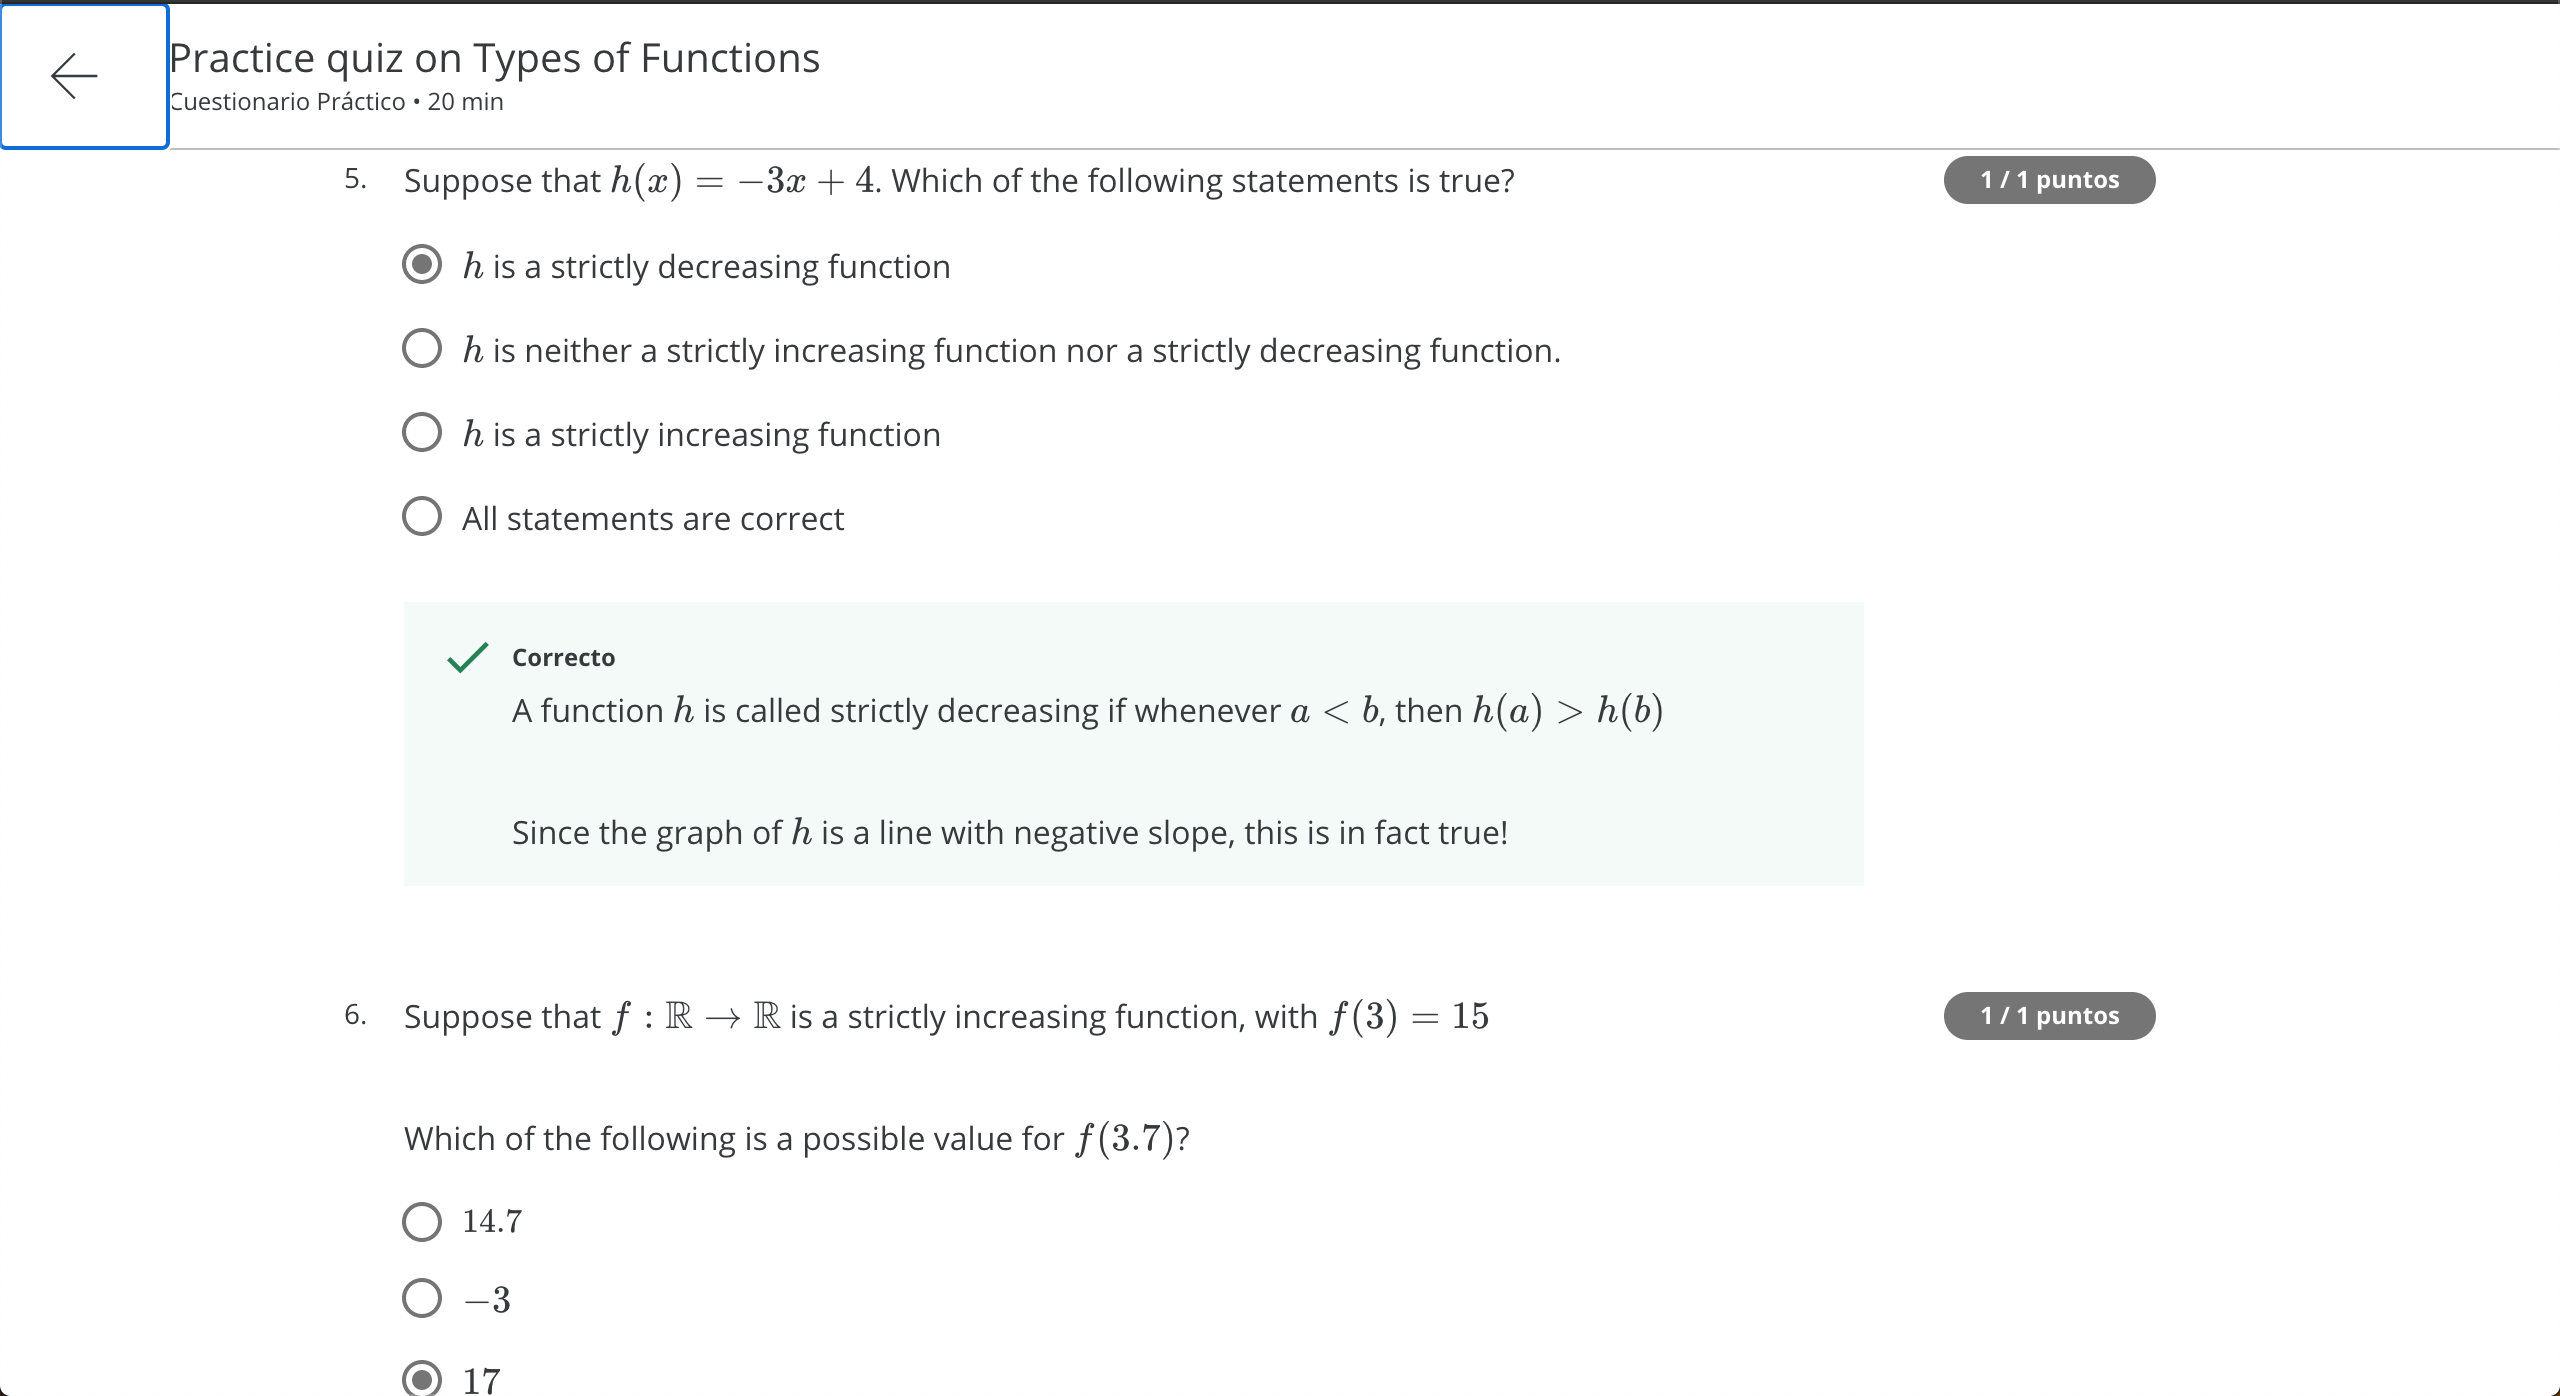 Practice quiz on Types of Functions
Cuestionario Práctico • 20 min
5. Suppose that h(x) = −3x + 4. Which of the following statements is true?
1 / 1 puntos
h is a strictly decreasing function
h is neither a strictly increasing function nor a strictly decreasing function.
h is a strictly increasing function
All statements are correct
Correcto
A function h is called strictly decreasing if whenever a < b, then h(a) > h(b)
Since the graph of h is a line with negative slope, this is in fact true!
6. Suppose that f : ℝ → ℝ is a strictly increasing function, with f(3) = 15
1 / 1 puntos
Which of the following is a possible value for f(3.7)?
14.7
−3
17